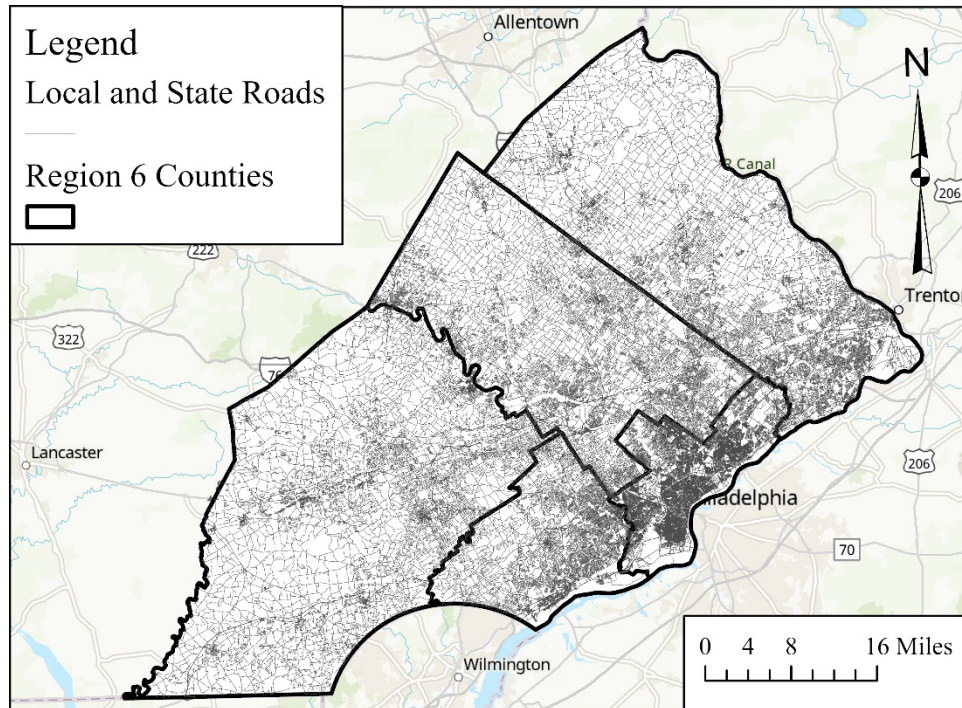 Legend
Local and State Roads
Region 6 Counties
Allentown
N
R Canal
206
Trenton
222
322
76
Lancaster
206
iladelphia
70
Wilmington
0 4 8 16 Miles